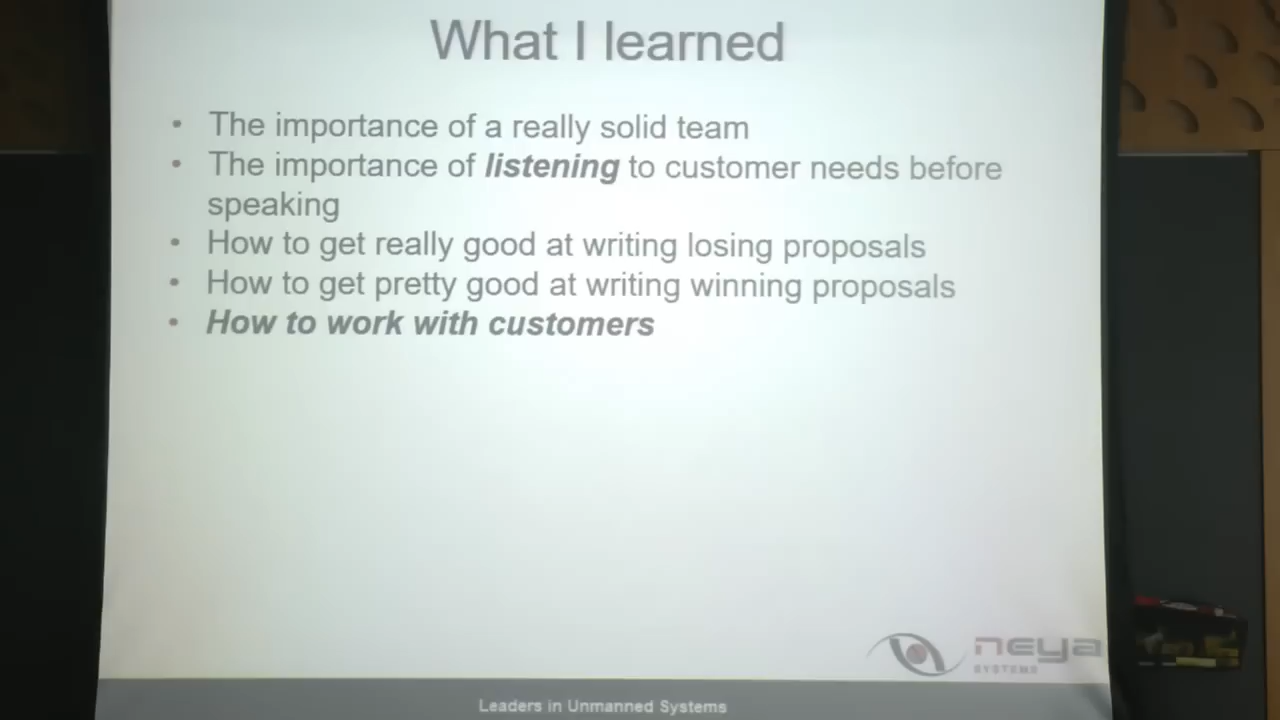 What I learned
• The importance of a really solid team
• The importance of listening to customer needs before
speaking
• How to get really good at writing losing proposals
• How to get pretty good at writing winning proposals
• How to work with customers
neya
SYSTEMS
Leaders in Unmanned Systems